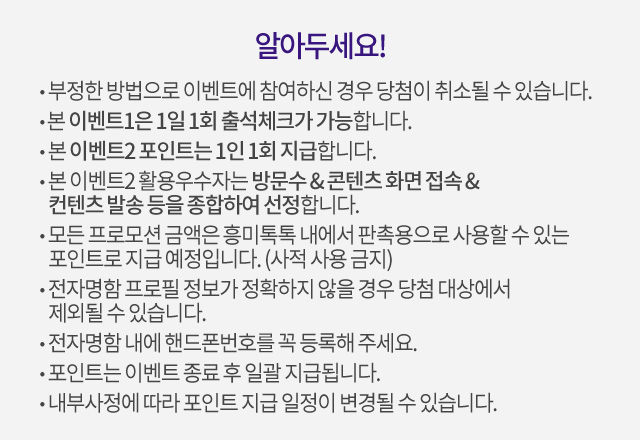 알아두세요!
• 부정한 방법으로 이벤트에 참여하신 경우 당첨이 취소될 수 있습니다.
• 본 이벤트1은 1일 1회 출석체크가 가능합니다.
• 본 이벤트2 포인트는 1인 1회 지급합니다.
• 본 이벤트2 활용우수자는 방문수 & 콘텐츠 화면 접속 &
컨텐츠 발송 등을 종합하여 선정합니다.
• 모든 프로모션 금액은 흥미톡톡 내에서 판촉용으로 사용할 수 있는
포인트로 지급 예정입니다. (사적 사용 금지)
• 전자명함 프로필 정보가 정확하지 않을 경우 당첨 대상에서
제외될 수 있습니다.
• 전자명함 내에 핸드폰번호를 꼭 등록해 주세요.
• 포인트는 이벤트 종료 후 일괄 지급됩니다.
• 내부사정에 따라 포인트 지급 일정이 변경될 수 있습니다.